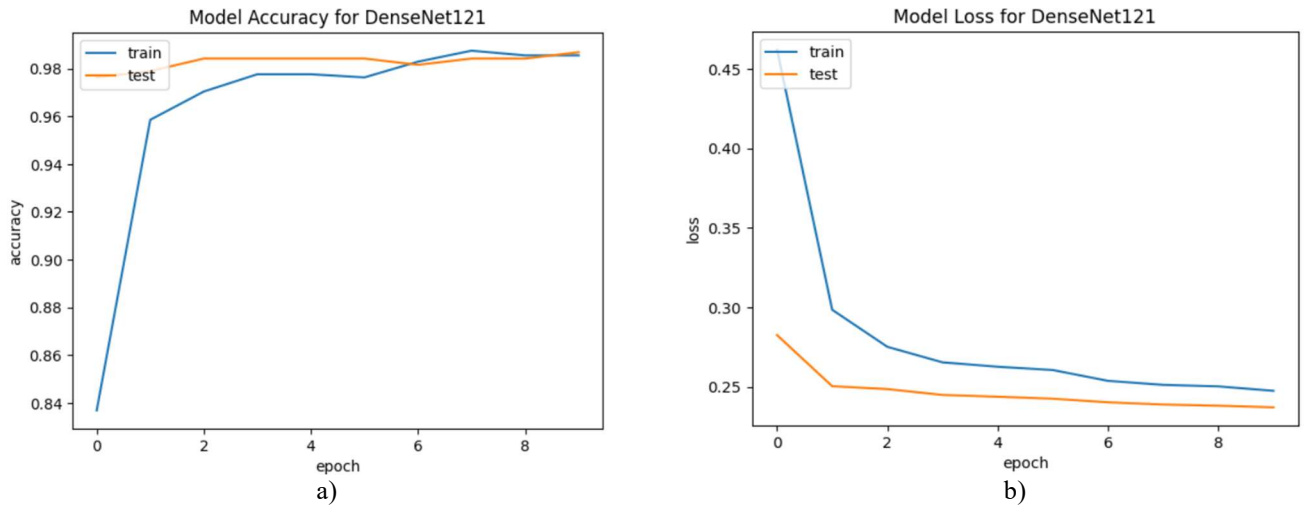 Model Accuracy for DenseNet121
train
test
0.98
0.96
0.94
0.92
0.90
0.88
0.86
0.84
accuracy
0 2 4 6 8
epoch
a)
Model Loss for DenseNet121
train
test
0.45
0.40
0.35
0.30
0.25
loss
0 2 4 6 8
epoch
b)